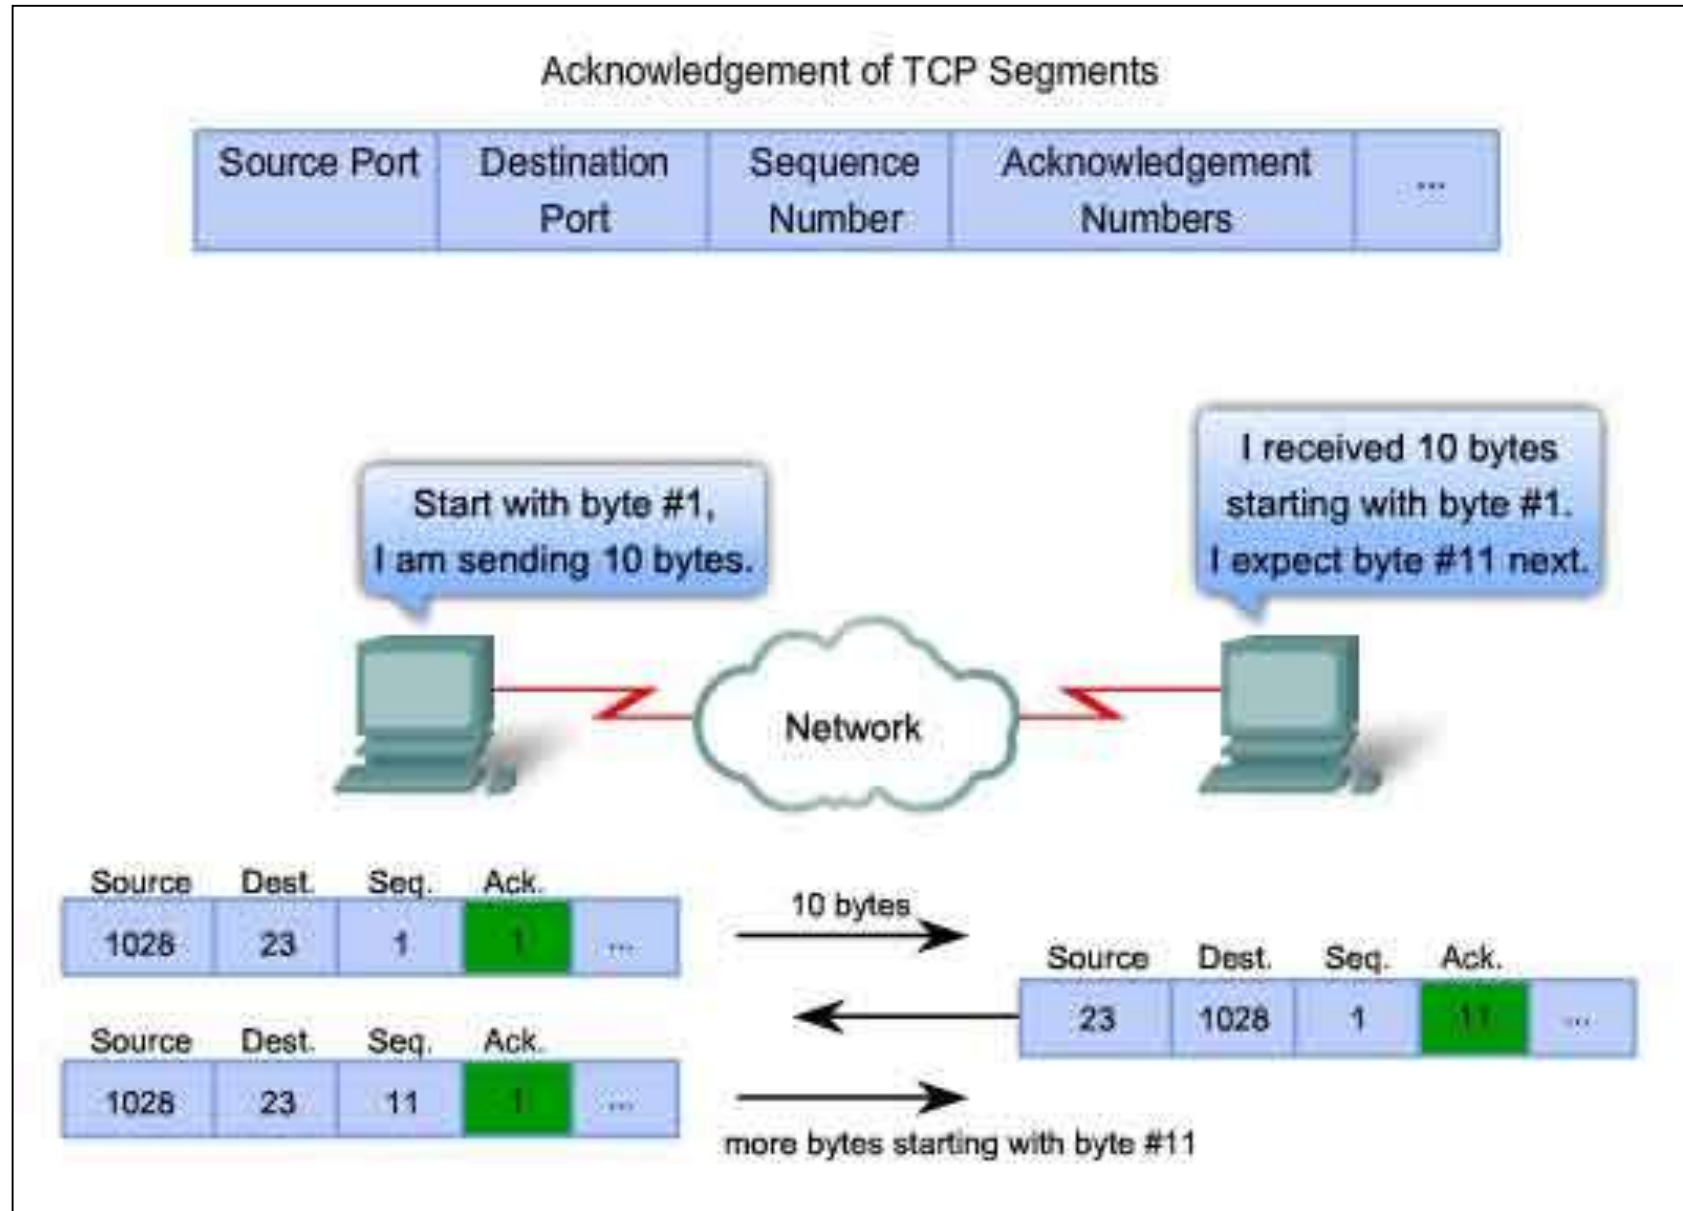 Acknowledgement of TCP Segments
Source Port Destination Port Sequence Number Acknowledgement Numbers ...
Start with byte #1,
I am sending 10 bytes.
I received 10 bytes
starting with byte #1.
I expect byte #11 next.
Network
Source Dest. Seq. Ack.
1028 23 1 1 ...
10 bytes
Source Dest. Seq. Ack.
23 1028 1 11 ...
Source Dest. Seq. Ack.
1028 23 11 1 ...
more bytes starting with byte #11